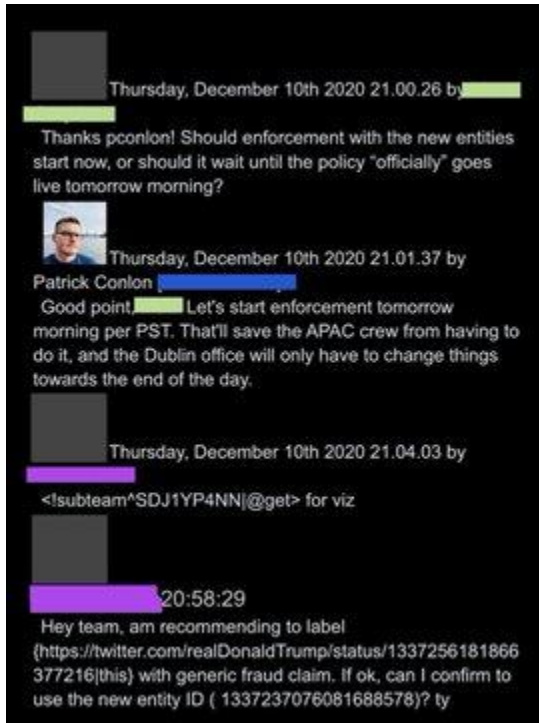 Thursday, December 10th 2020 21.00.26 by
Thanks pconlon! Should enforcement with the new entities
start now, or should it wait until the policy “officially” goes
live tomorrow morning?
Thursday, December 10th 2020 21.01.37 by
Patrick Conlon [
Good point, Let's start enforcement tomorrow
morning per PST. That'll save the APAC crew from having to
do it, and the Dublin office will only have to change things
towards the end of the day.
Thursday, December 10th 2020 21.04.03 by
<!subteam^SDJ1YP4NN|@get> for viz
20:58:29
Hey team, am recommending to label
{https://twitter.com/realDonaldTrump/status/1337256181866
377216|this} with generic fraud claim. If ok, can I confirm to
use the new entity ID ( 1337237076081688578)? ty